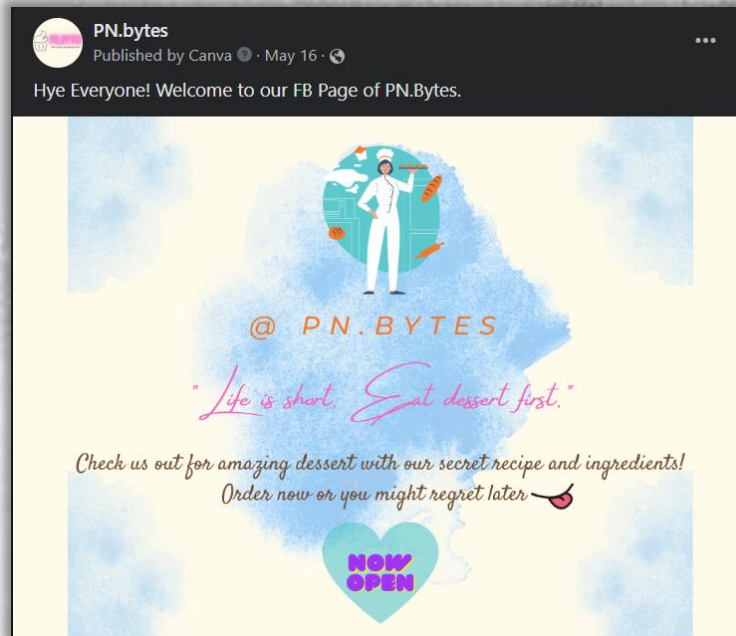 PN.bytes
Published by Canva · May 16 ·
Hye Everyone! Welcome to our FB Page of PN.Bytes.
@ PN.BYTES
"Life is short. Eat dessert first."
Check us out for amazing dessert with our secret recipe and ingredients!
Order now or you might regret later
NOW
OPEN